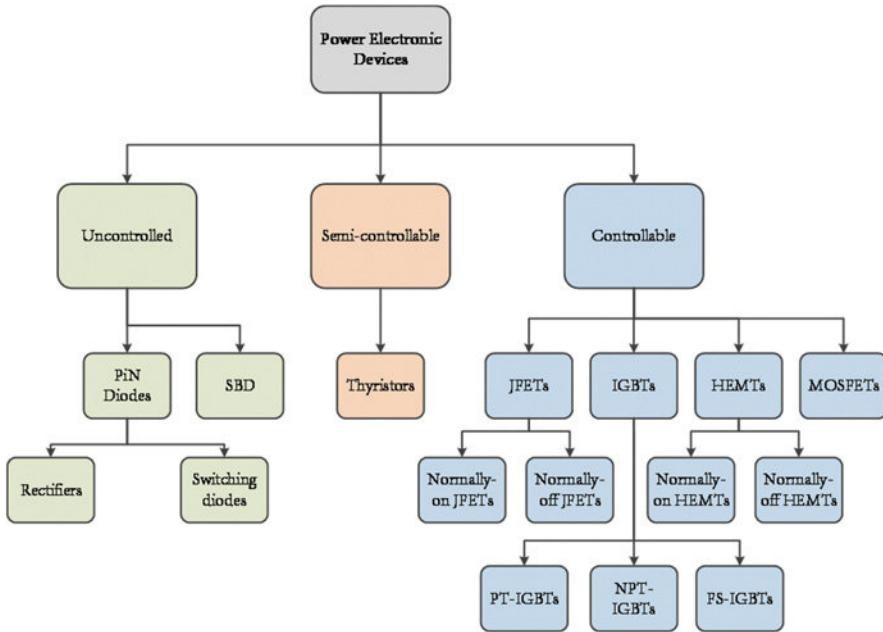 Power Electronic
Devices
Uncontrolled
Semi-controllable
Controllable
PiN
Diodes
SBD
Thyristors
JFETs
IGBTs
HEMTs
MOSFETs
Rectifiers
Switching
diodes
Normally-
on JFETs
Normally-
off JFETs
Normally-
on HEMTs
Normally-
off HEMTs
PT-IGBTs
NPT-
IGBTs
FS-IGBTs